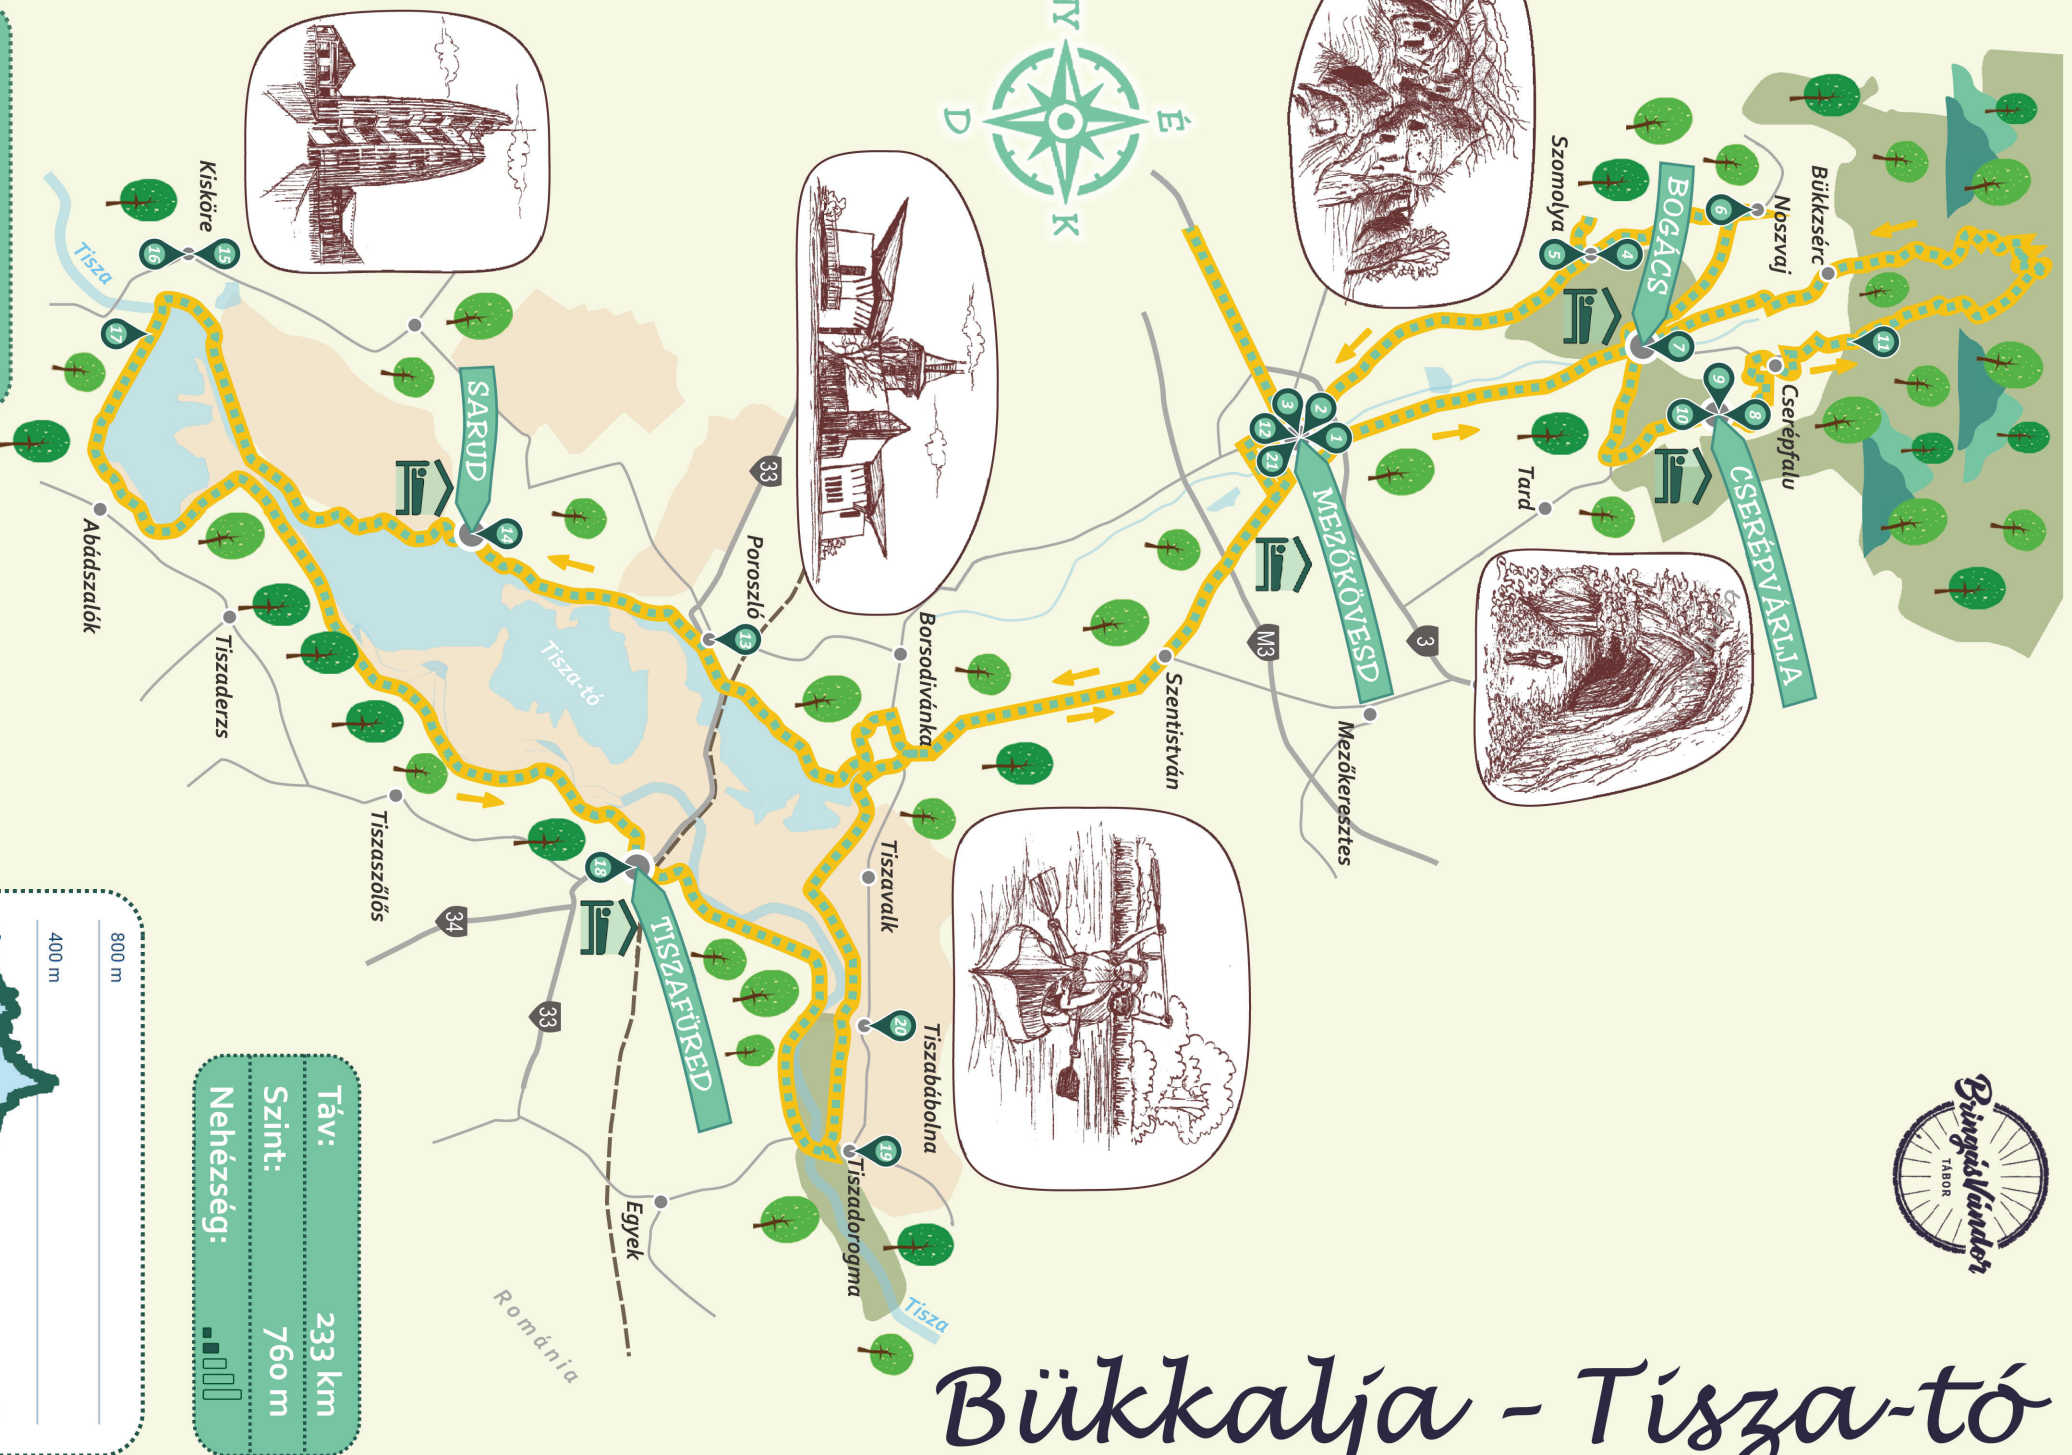 Bükkalja - Tisza-tó
BringásVándor
TÁBOR
NY
É
D
K
Noszvaj
Bükkzsérc
Szomolya
BOGÁCS
Cserépfalu
CSERÉPVÁRALJA
Tard
MEZŐKÖVESD
Mezőkeresztes
Szentistván
Borsodivánka
Poroszló
SARUD
Kisköre
Tisza
Abádszalók
Tiszaderzs
Tisza-tó
Tiszaszőlős
TISZAFÜRED
Tiszavalk
Tiszabábolna
Tiszadorogma
Tisza
Egyek
Románia
1
2
3
4
5
6
7
8
9
10
11
12
13
14
15
16
17
18
19
20
21
3
M3
33
33
34
Táv: 233 km
Szint: 760 m
Nehézség:
800 m
400 m